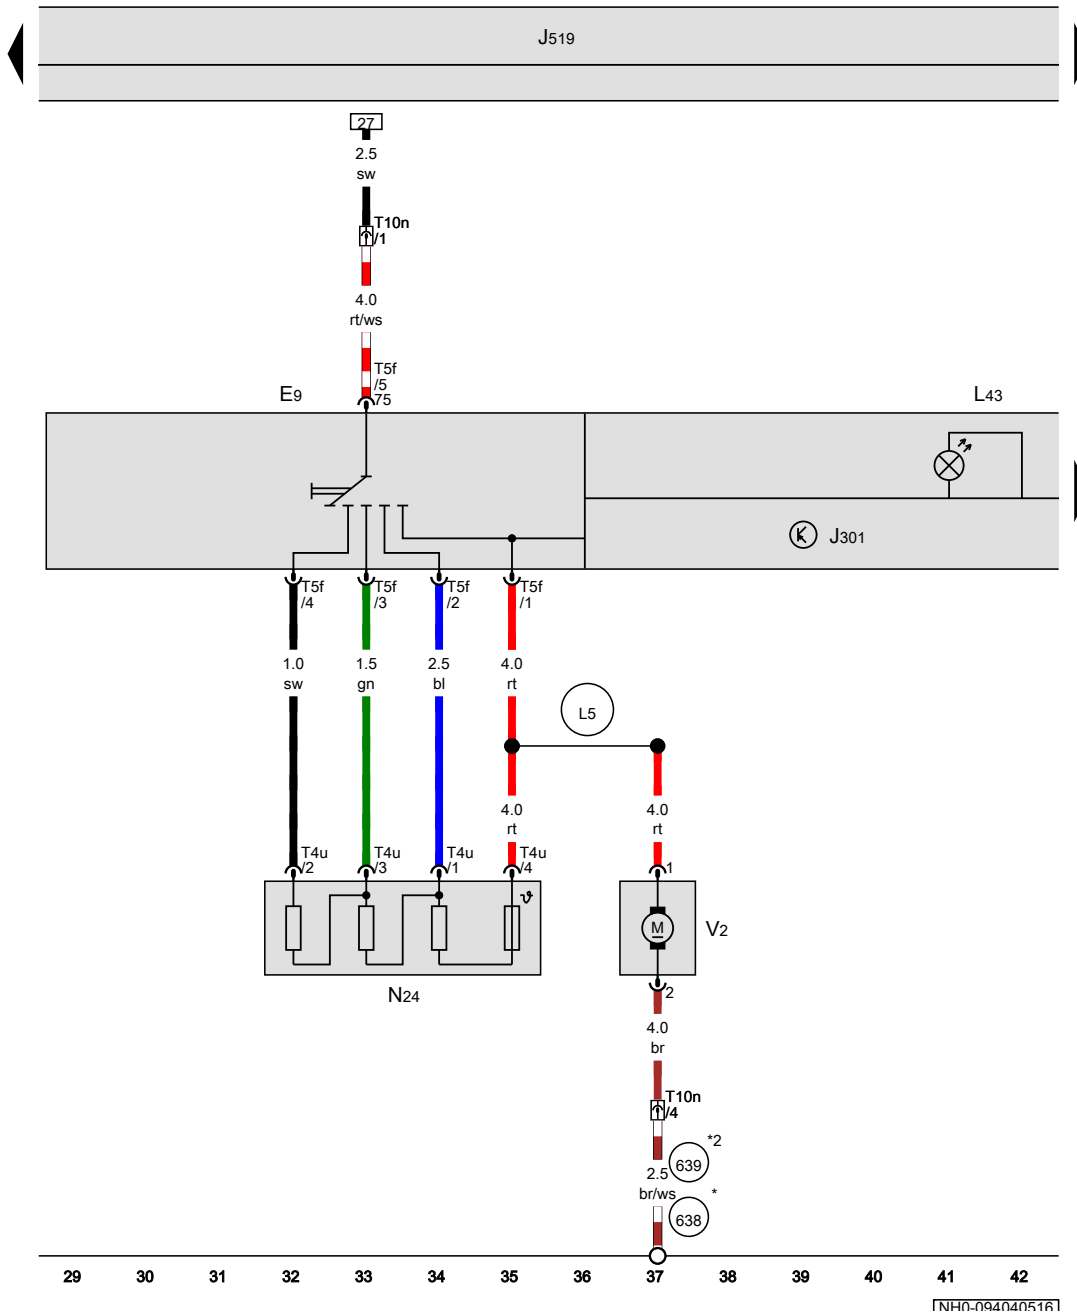 J519
27
2.5
sw
T10n
/1
4.0
rt/ws
T5f
/5
75
E9
L43
J301
T5f
/4
T5f
/3
T5f
/2
T5f
/1
1.0
sw
1.5
gn
2.5
bl
4.0
rt
L5
4.0
rt
4.0
rt
T4u
/2
T4u
/3
T4u
/1
T4u
/4
1
ϑ
M
V2
N24
2
4.0
br
T10n
/4
*2
639
2.5
br/ws
*
638
29 30 31 32 33 34 35 36 37 38 39 40 41 42
NH0-094040516